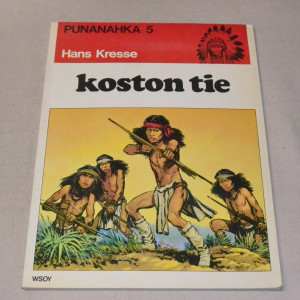 PUNANAHKA 5
Hans Kresse
koston tie
WSOY